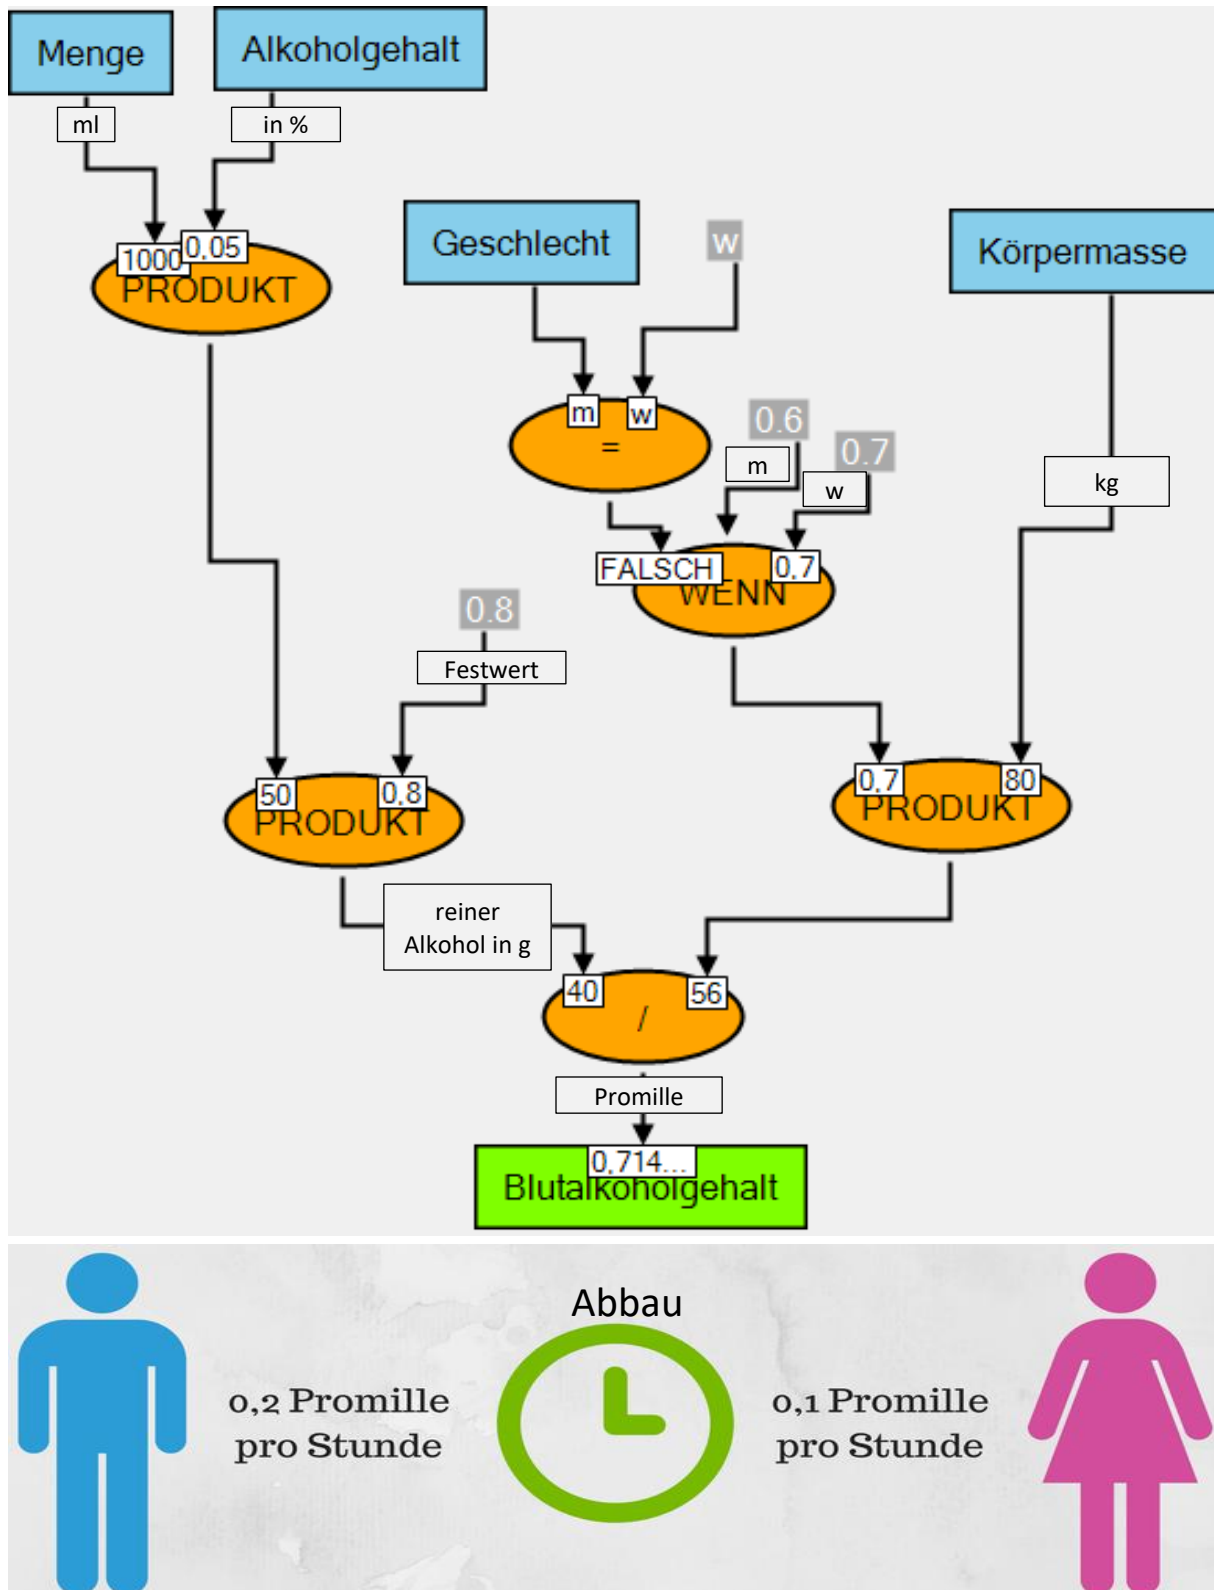 Menge
Alkoholgehalt
ml
in %
Geschlecht
w
Körpermasse
1000
0,05
PRODUKT
m
w
=
0.6
m
0.7
w
kg
FALSCH
0,7
WENN
0.8
Festwert
50
0,8
PRODUKT
0,7
80
PRODUKT
reiner
Alkohol in g
40
56
/
Promille
0,714...
Blutalkoholgehalt
Abbau
0,2 Promille
pro Stunde
0,1 Promille
pro Stunde